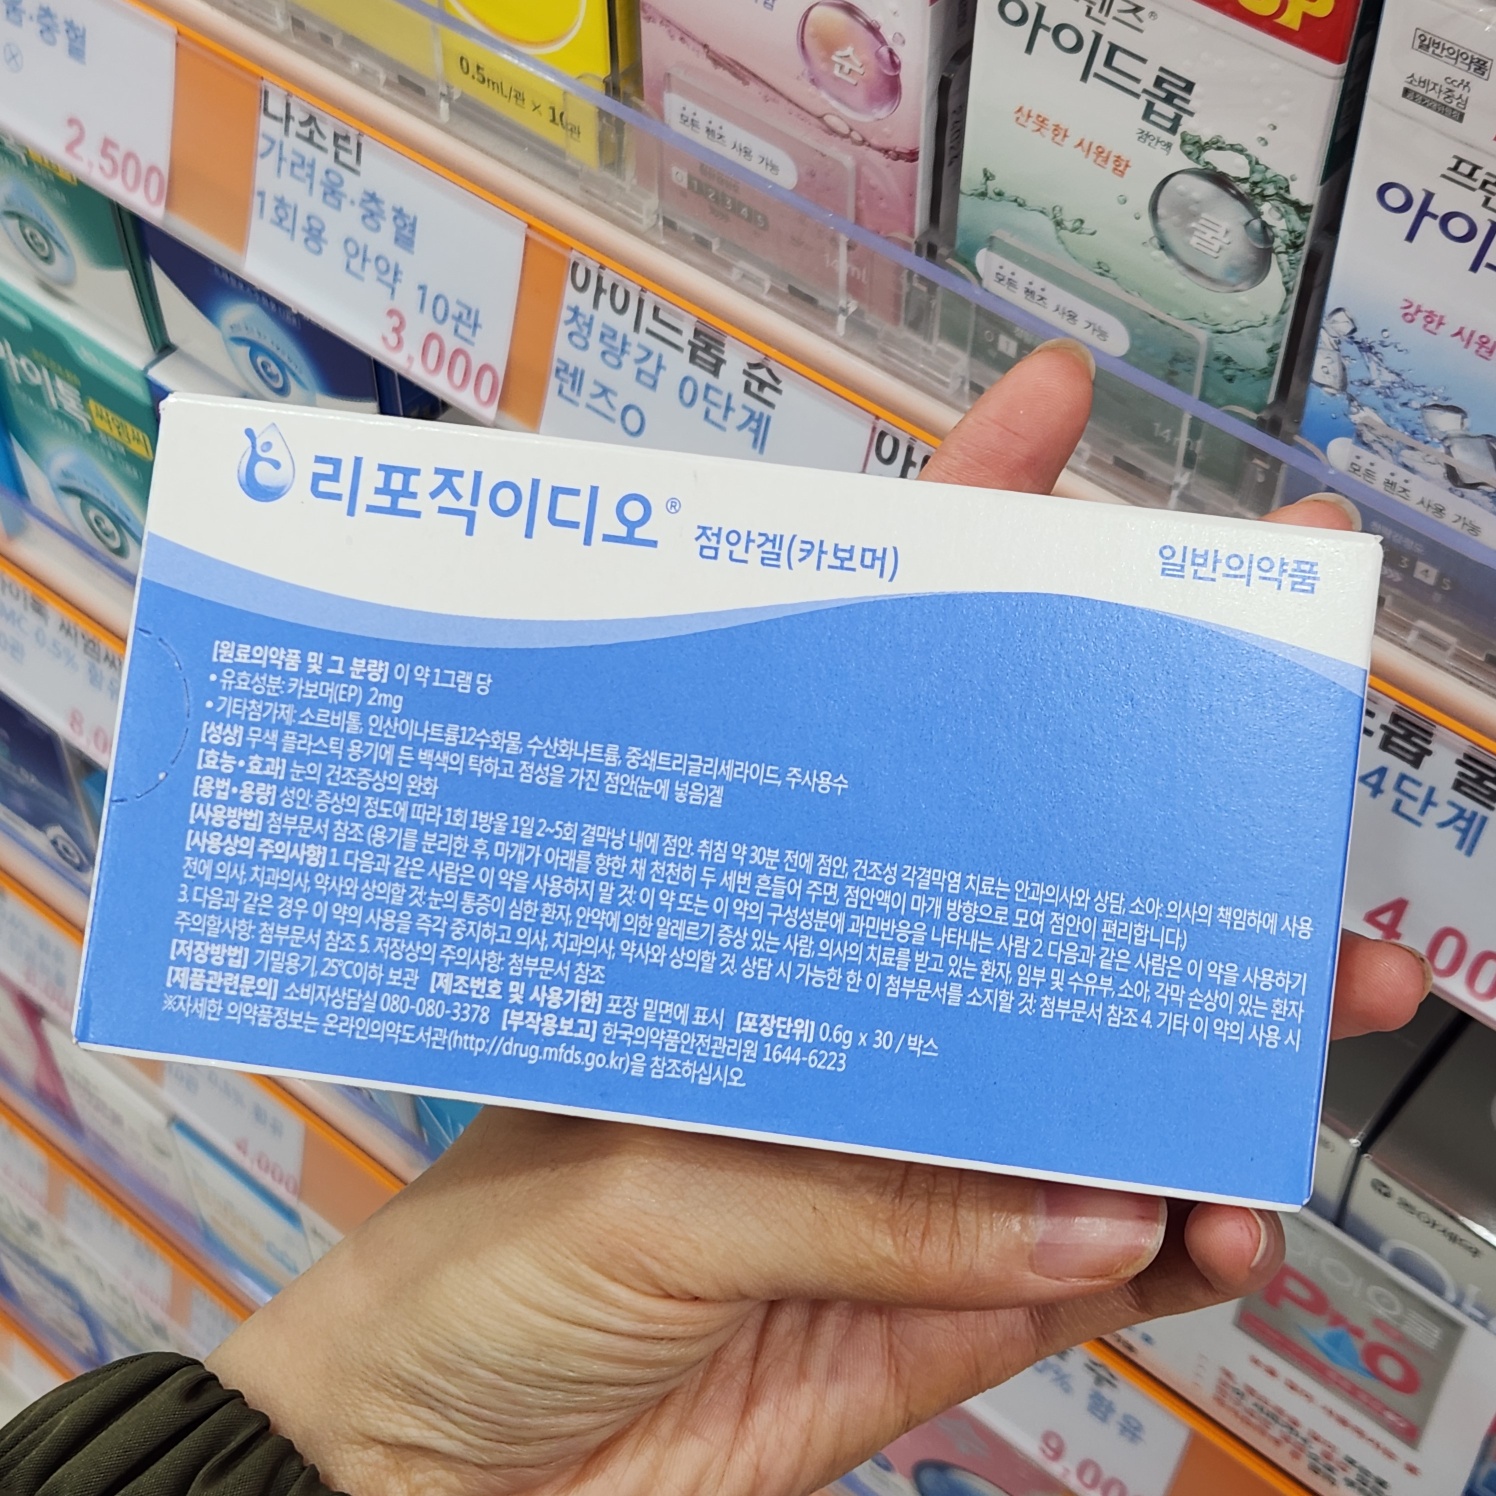 2,500
나소린
가려움·충혈
1회용 안약 10관
3,000
0.5mL/관 × 10관
순
모든 렌즈 사용 가능
아이드롭
점안액
산뜻한 시원함
쿨
모든 렌즈 사용 가능
일반의약품
소비자중심
아이드롭 순
청량감 0단계
렌즈O
모든 렌즈 사용 가능
리포직이디오® 점안겔(카보머)
일반의약품
[원료의약품 및 그 분량] 이 약 1그램 당
• 유효성분: 카보머(EP) 2mg
• 기타첨가제: 소르비톨, 인산이나트륨12수화물, 수산화나트륨, 중쇄트리글리세라이드, 주사용수
[성상] 무색 플라스틱 용기에 든 백색의 탁하고 점성을 가진 점안(눈에 넣음)겔
[효능•효과] 눈의 건조증상의 완화
[용법•용량] 성인: 증상의 정도에 따라 1회 1방울 1일 2~5회 결막낭 내에 점안. 취침 약 30분 전에 점안, 건조성 각결막염 치료는 안과의사와 상담, 소아: 의사의 책임하에 사용
[사용방법] 첨부문서 참조 (용기를 분리한 후, 마개가 아래를 향한 채 천천히 두 세번 흔들어 주면, 점안액이 마개 방향으로 모여 점안이 편리합니다.)
[사용상의 주의사항] 1. 다음과 같은 사람은 이 약을 사용하지 말 것: 이 약 또는 이 약의 구성성분에 과민반응을 나타내는 사람 2. 다음과 같은 사람은 이 약을 사용하기
전에 의사, 치과의사, 약사와 상의할 것: 눈의 통증이 심한 환자, 안약에 의한 알레르기 증상 있는 사람, 의사의 치료를 받고 있는 환자, 임부 및 수유부, 소아, 각막 손상이 있는 환자
3. 다음과 같은 경우 이 약의 사용을 즉각 중지하고 의사, 치과의사, 약사와 상의할 것. 상담 시 가능한 한 이 첨부문서를 소지할 것: 첨부문서 참조 4. 기타 이 약의 사용 시
주의할사항: 첨부문서 참조 5. 저장상의 주의사항: 첨부문서 참조
[저장방법] 기밀용기, 25℃이하 보관 [제조번호 및 사용기한] 포장 밑면에 표시 [포장단위] 0.6g x 30 / 박스
[제품관련문의] 소비자상담실 080-080-3378 [부작용보고] 한국의약품안전관리원 1644-6223
※자세한 의약품정보는 온라인의약도서관(http://drug.mfds.go.kr)을 참조하십시오.
4단계
4,000
Pro
함유